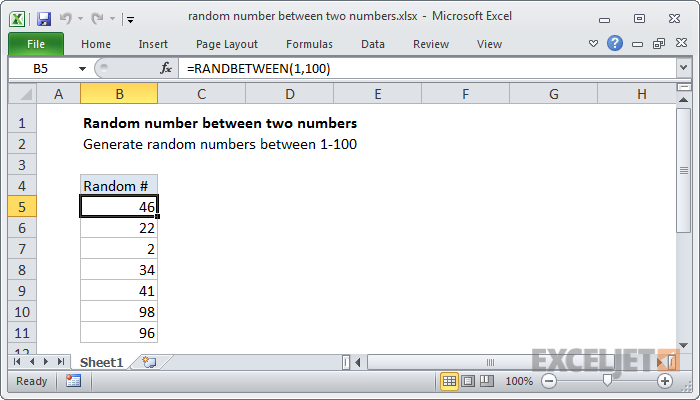 random number between two numbers.xlsx - Microsoft Excel
File Home Insert Page Layout Formulas Data Review View
B5 fx =RANDBETWEEN(1,100)
A B C D E F G H
1 Random number between two numbers
2 Generate random numbers between 1-100
3
4 Random #
5 46
6 22
7 2
8 34
9 41
10 98
11 96
12
Sheet1
EXCELJET
Ready 100%